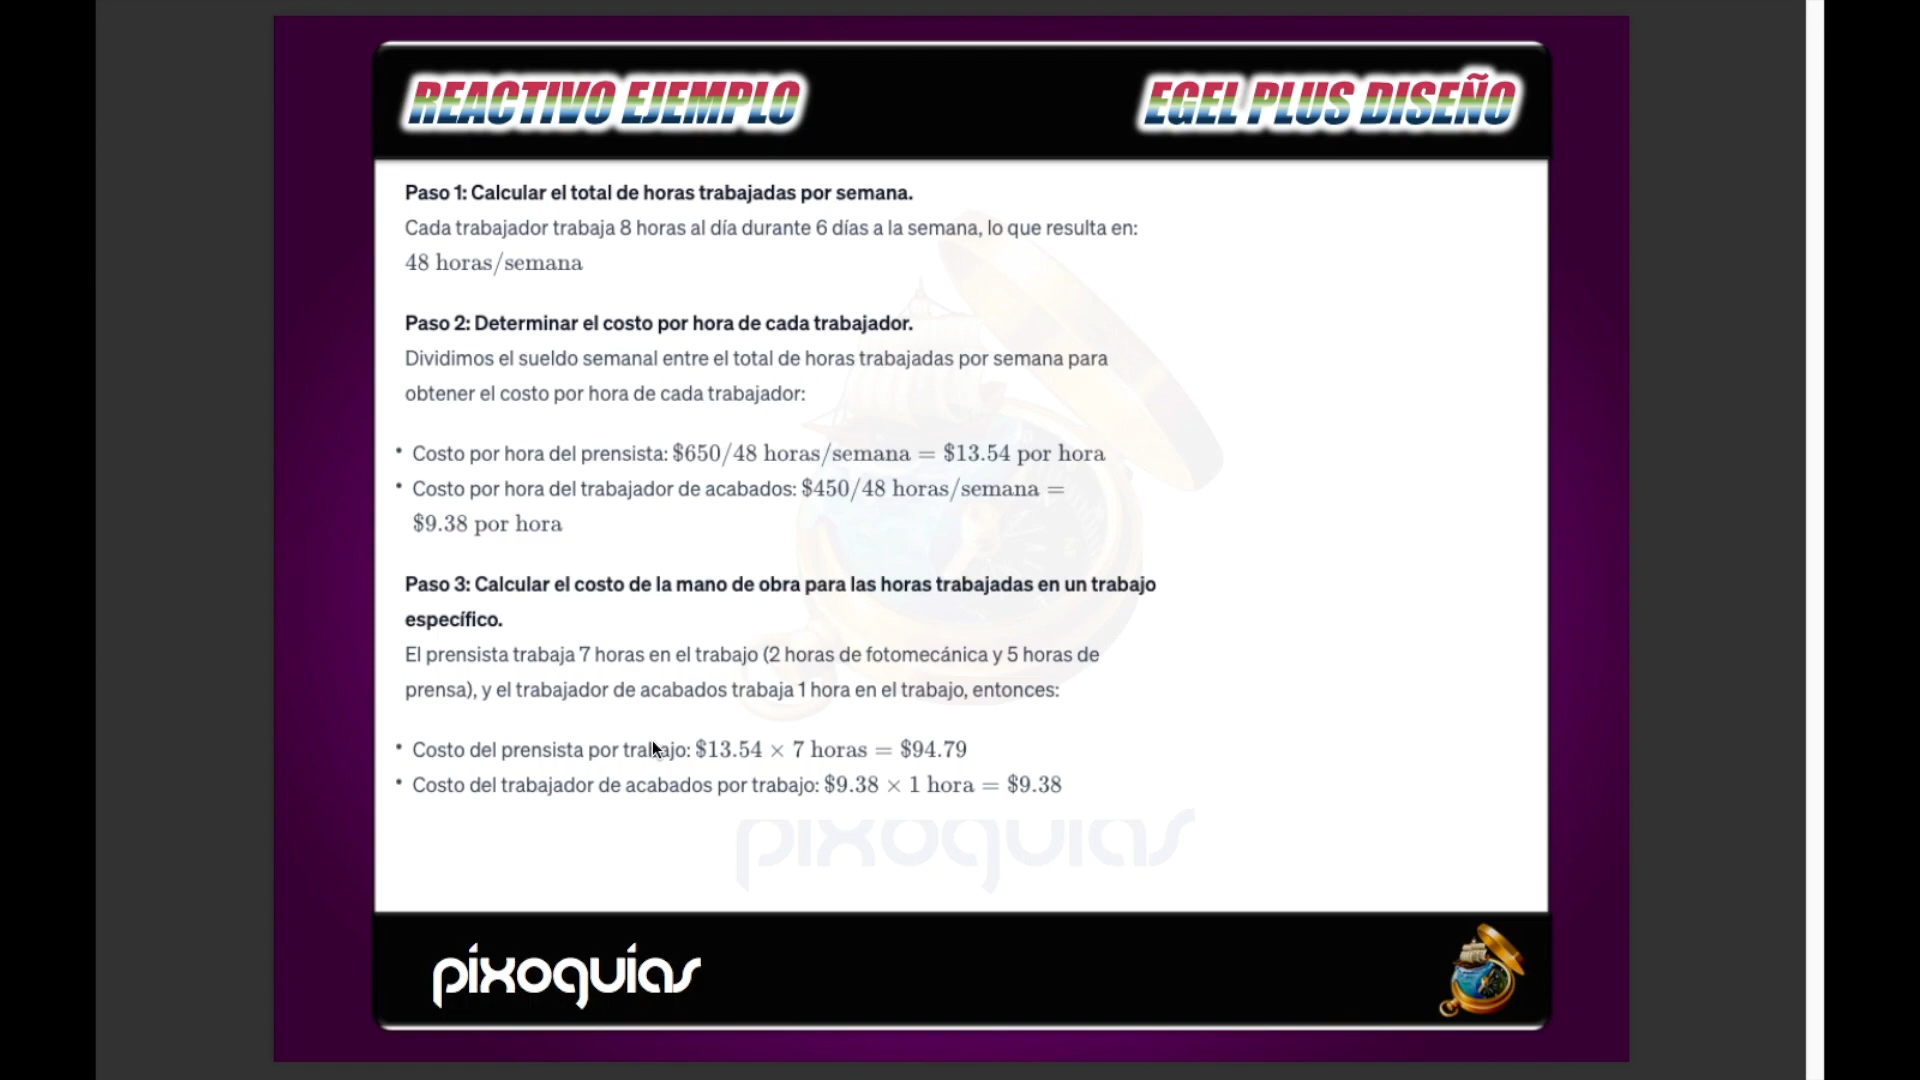 REACTIVO EJEMPLO
EGEL PLUS DISEÑO
Paso 1: Calcular el total de horas trabajadas por semana.
Cada trabajador trabaja 8 horas al día durante 6 días a la semana, lo que resulta en:
48 horas/semana
Paso 2: Determinar el costo por hora de cada trabajador.
Dividimos el sueldo semanal entre el total de horas trabajadas por semana para
obtener el costo por hora de cada trabajador:
• Costo por hora del prensista: $650/48 horas/semana = $13.54 por hora
• Costo por hora del trabajador de acabados: $450/48 horas/semana =
$9.38 por hora
Paso 3: Calcular el costo de la mano de obra para las horas trabajadas en un trabajo
específico.
El prensista trabaja 7 horas en el trabajo (2 horas de fotomecánica y 5 horas de
prensa), y el trabajador de acabados trabaja 1 hora en el trabajo, entonces:
• Costo del prensista por trabajo: $13.54 × 7 horas = $94.79
• Costo del trabajador de acabados por trabajo: $9.38 × 1 hora = $9.38
pixoguías
pixoguías